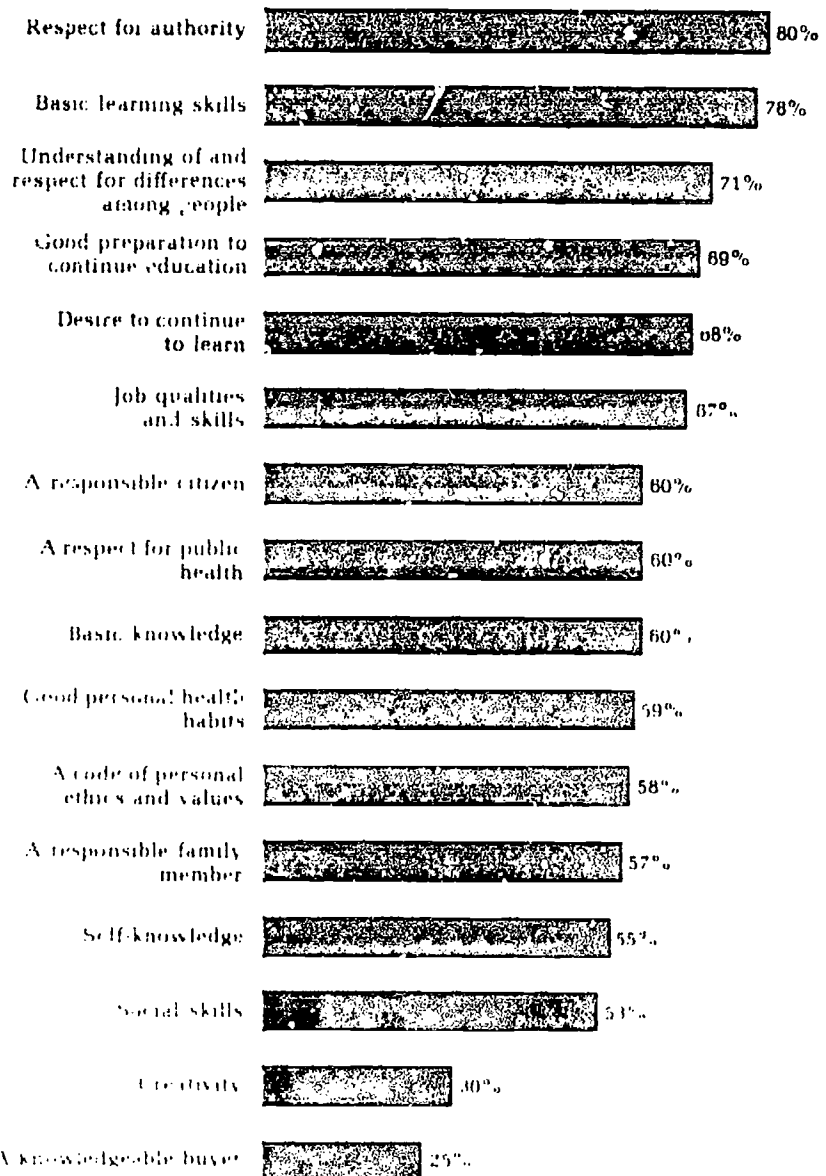 Respect for authority 80%
Basic learning skills 78%
Understanding of and
respect for differences 71%
among people
Good preparation to
continue education 69%
Desire to continue
to learn 68%
Job qualities
and skills 67%
A responsible citizen 60%
A respect for public
health 60%
Basic knowledge 60%
Good personal health
habits 59%
A code of personal
ethics and values 58%
A responsible family
member 57%
Self-knowledge 55%
Social skills 53%
Creativity 30%
A knowledgeable buyer 25%